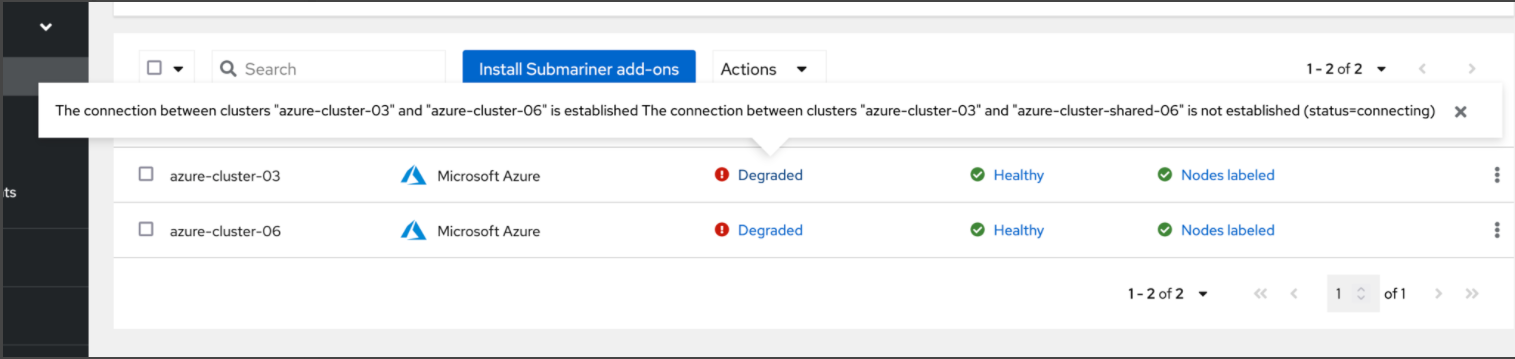 Search
Install Submariner add-ons
Actions
1 - 2 of 2
The connection between clusters "azure-cluster-03" and "azure-cluster-06" is established The connection between clusters "azure-cluster-03" and "azure-cluster-shared-06" is not established (status=connecting)
azure-cluster-03 Microsoft Azure Degraded Healthy Nodes labeled
ts
azure-cluster-06 Microsoft Azure Degraded Healthy Nodes labeled
1 - 2 of 2 1 of 1